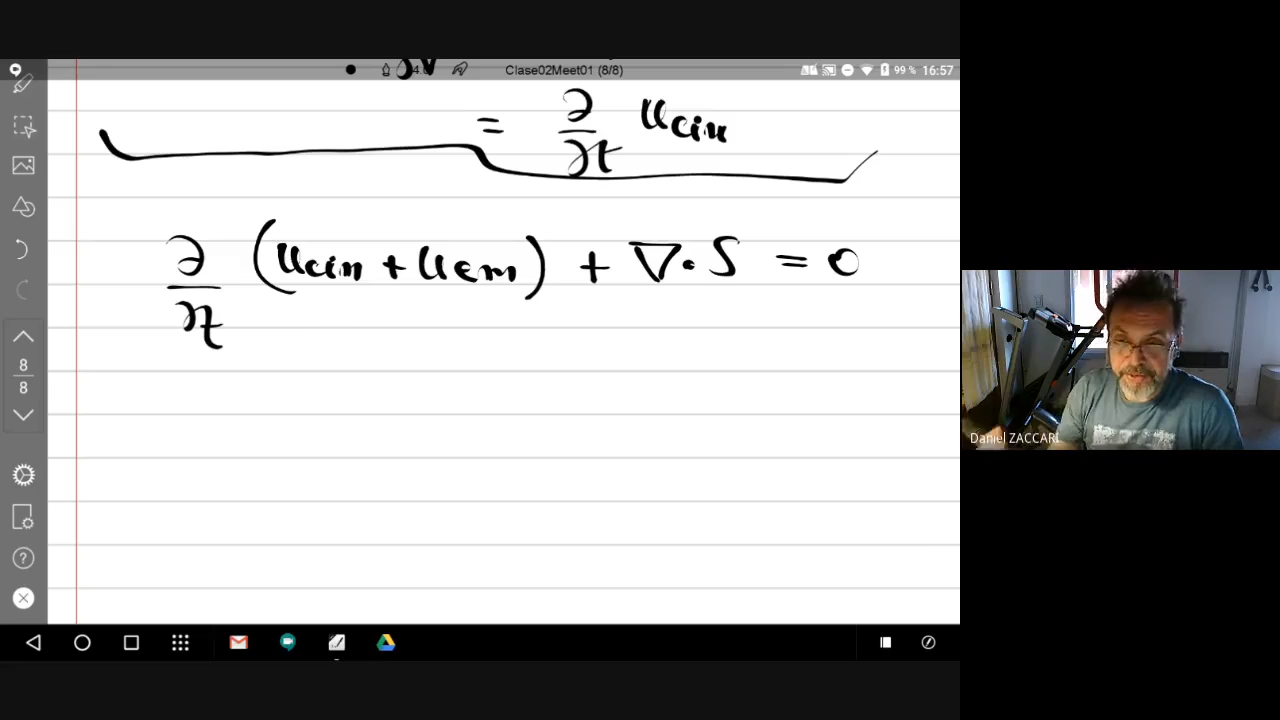 Clase02Meet01 (8/8)
99 % 16:57
= ∂/∂t u_cin
∂/∂t (u_cin + u_em) + ∇·S = 0
8
8
Daniel ZACCARI